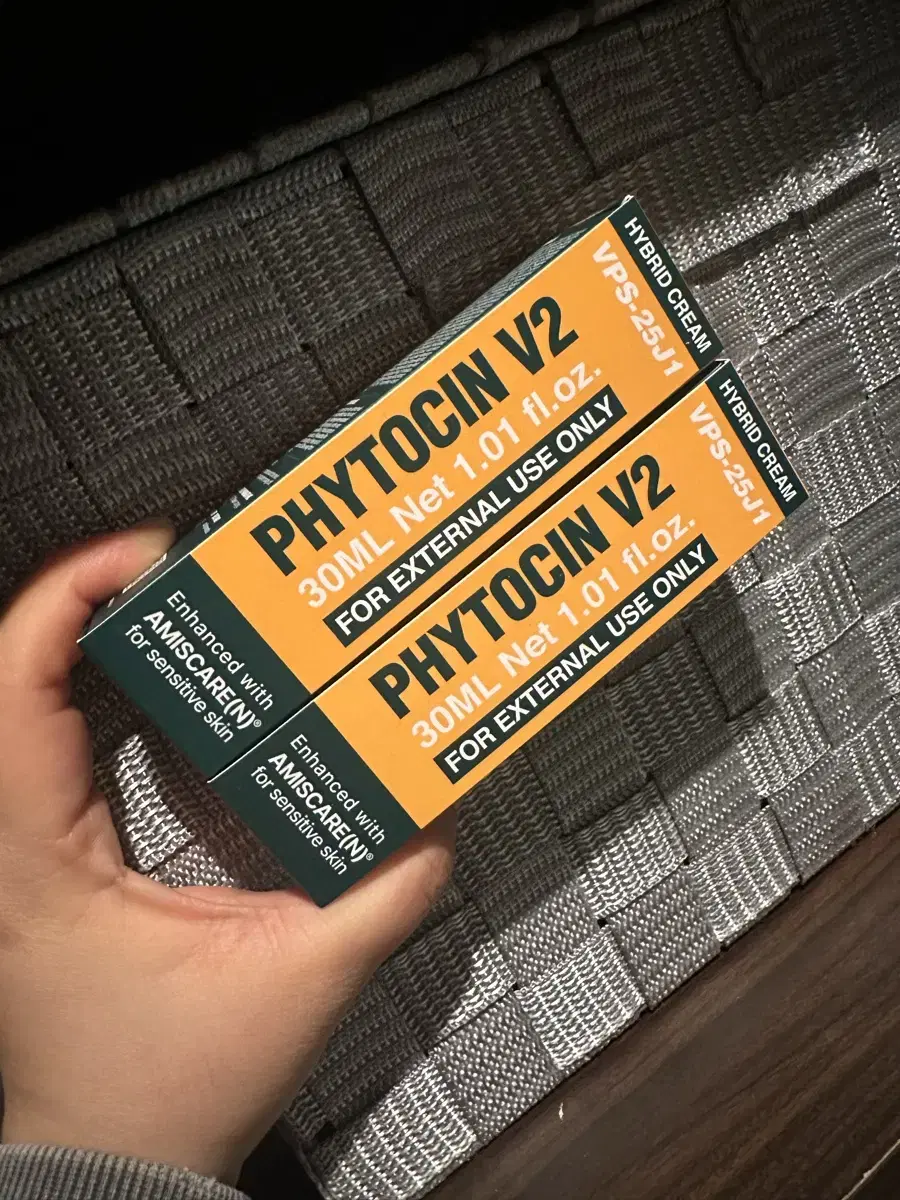 HYBRID CREAM
VPS-25J1
PHYTOCIN V2
30ML Net 1.01 fl.oz.
FOR EXTERNAL USE ONLY
Enhanced with
AMISCARE(N)®
for sensitive skin
HYBRID CREAM
VPS-25J1
PHYTOCIN V2
30ML Net 1.01 fl.oz.
FOR EXTERNAL USE ONLY
Enhanced with
AMISCARE(N)®
for sensitive skin